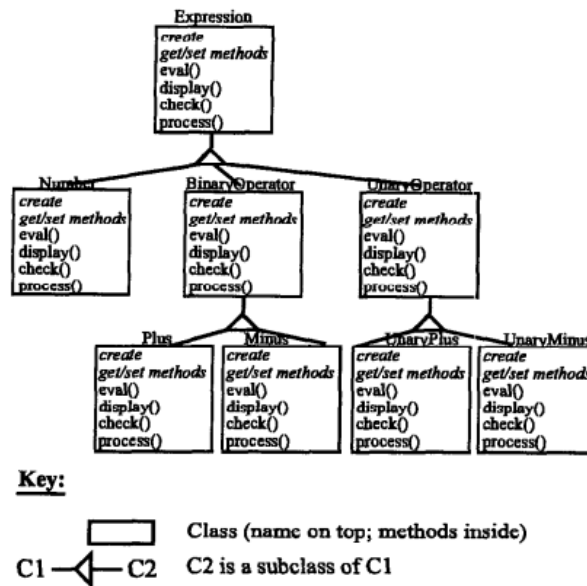 Expression
create
get/set methods
eval()
display()
check()
process()
Number
create
get/set methods
eval()
display()
check()
process()
BinaryOperator
create
get/set methods
eval()
display()
check()
process()
UnaryOperator
create
get/set methods
eval()
display()
check()
process()
Plus
create
get/set methods
eval()
display()
check()
process()
Minus
create
get/set methods
eval()
display()
check()
process()
UnaryPlus
create
get/set methods
eval()
display()
check()
process()
UnaryMinus
create
get/set methods
eval()
display()
check()
process()
Key:
Class (name on top; methods inside)
C1 C2 C2 is a subclass of C1